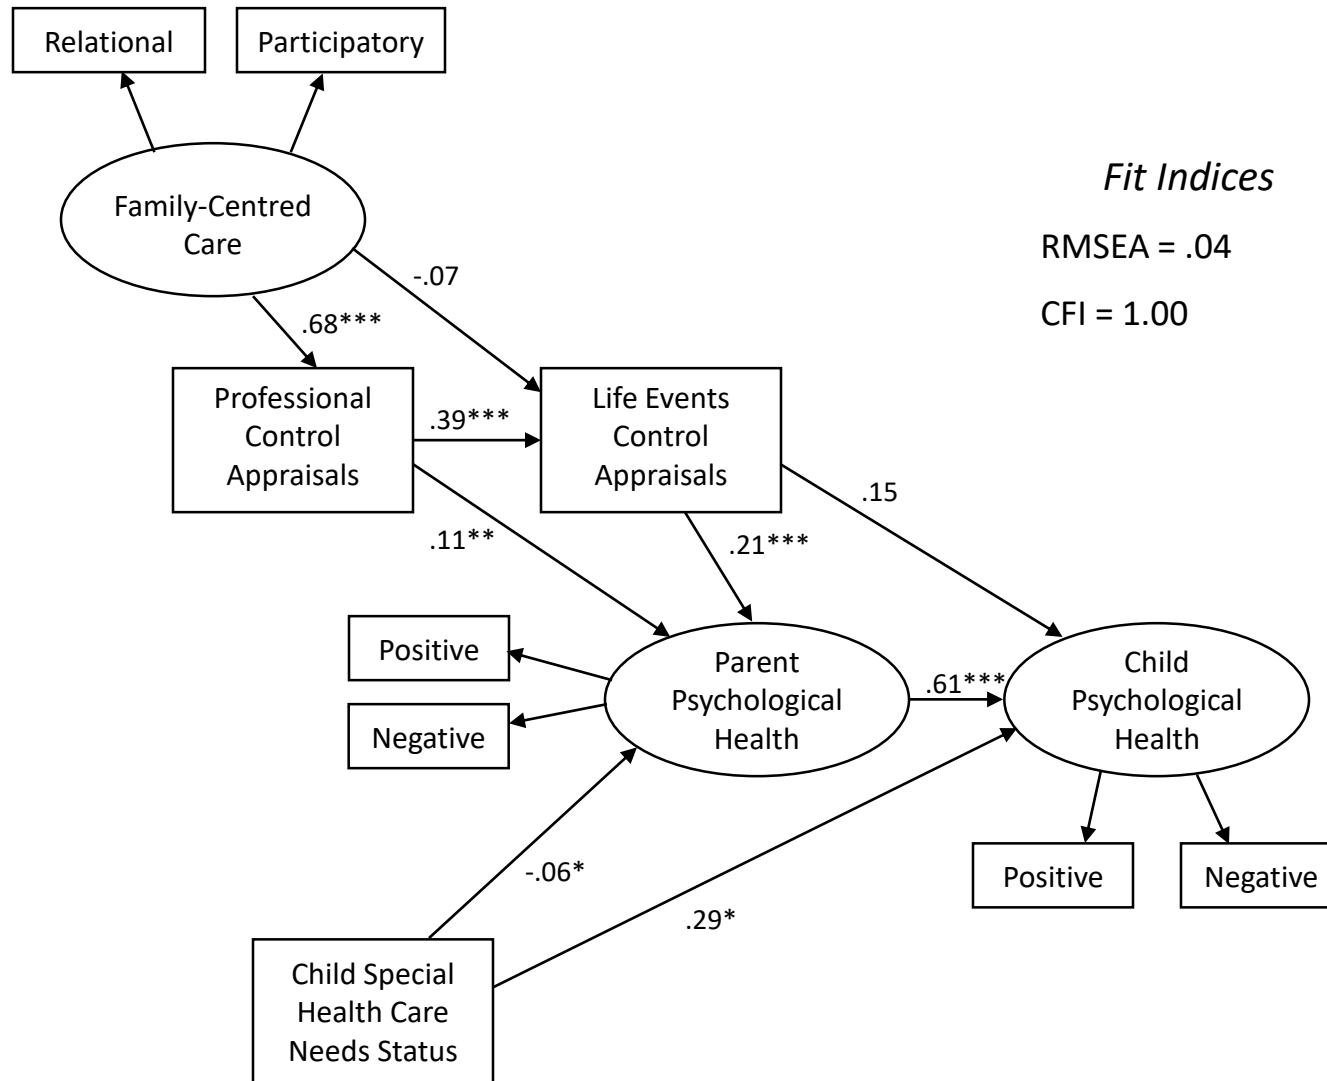 Relational
Participatory
Family-Centred
Care
Fit Indices
RMSEA = .04
CFI = 1.00
-.07
.68***
Professional
Control
Appraisals
.39***
Life Events
Control
Appraisals
.11**
.21***
.15
Positive
Negative
Parent
Psychological
Health
.61***
Child
Psychological
Health
Positive
Negative
-.06*
.29*
Child Special
Health Care
Needs Status